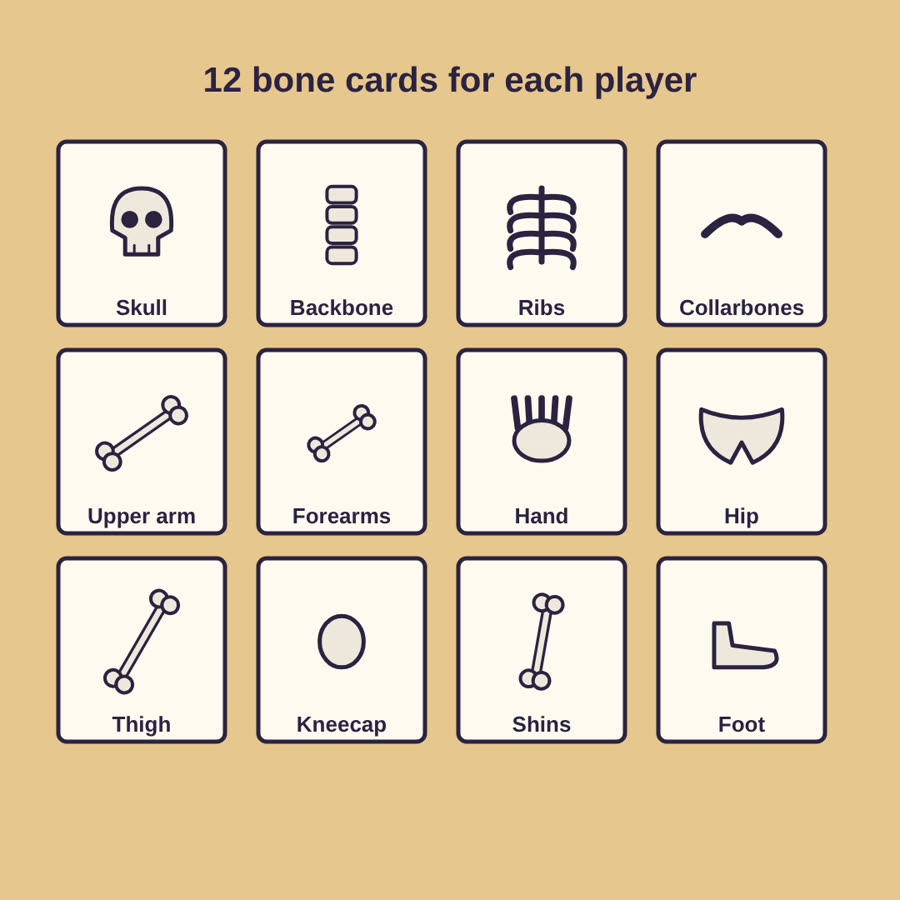 12 bone cards for each player
Skull
Backbone
Ribs
Collarbones
Upper arm
Forearms
Hand
Hip
Thigh
Kneecap
Shins
Foot